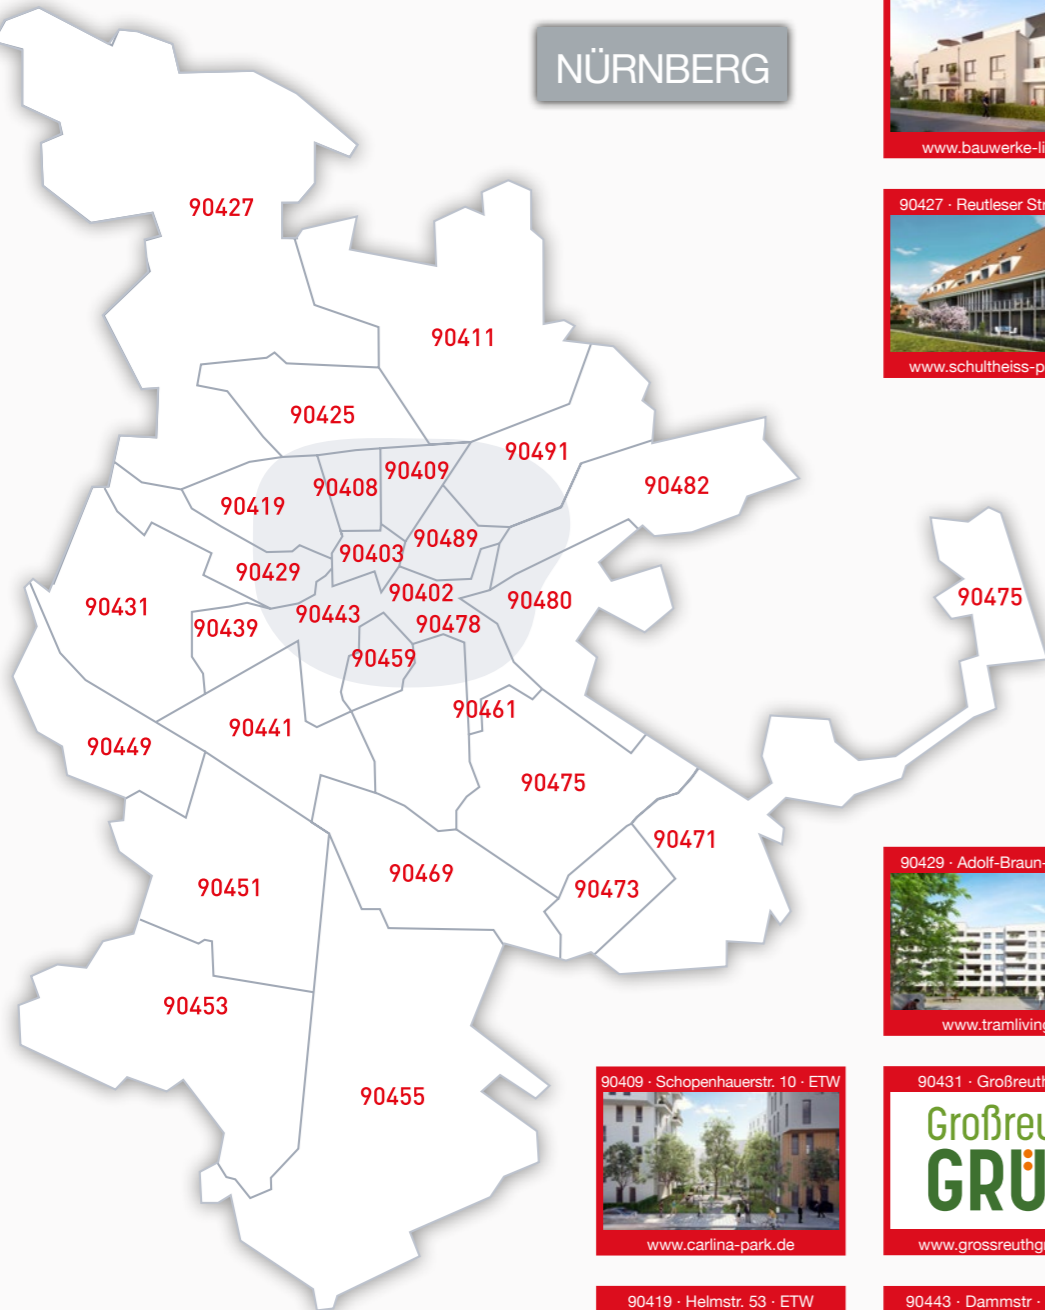 NÜRNBERG
www.bauwerke-li
90427 · Reutleser Str
www.schultheiss-p
90427
90411
90425
90491
90409
90408
90482
90419
90489
90403
90429
90402
90480
90475
90431
90443
90439
90478
90459
90461
90441
90449
90475
90471
90469
90451
90473
90429 · Adolf-Braun-
www.tramliving
90453
90455
90409 · Schopenhauerstr. 10 · ETW
www.carlina-park.de
90431 · Großreuth
Großreu
GRÜ
www.grossreuthgr
90419 · Helmstr. 53 · ETW
90443 · Dammstr ·